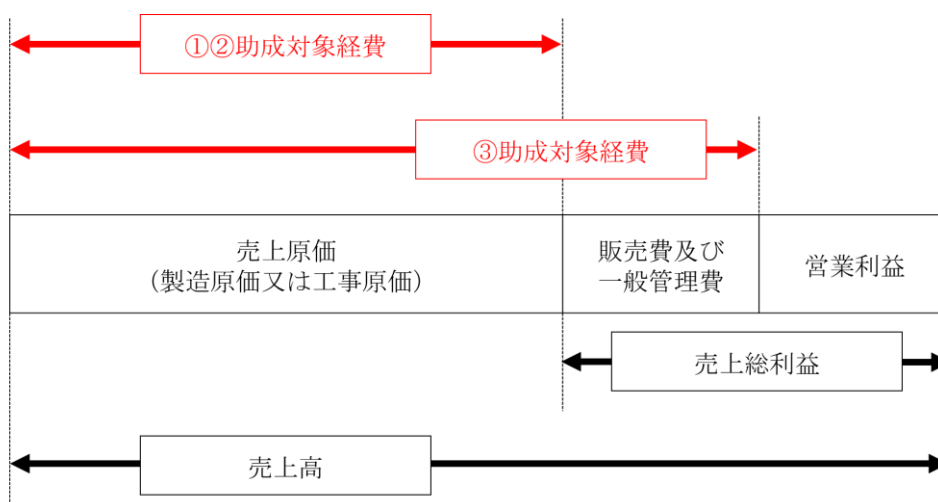 ①②助成対象経費
③助成対象経費
売上原価
（製造原価又は工事原価）
販売費及び
一般管理費
営業利益
売上総利益
売上高